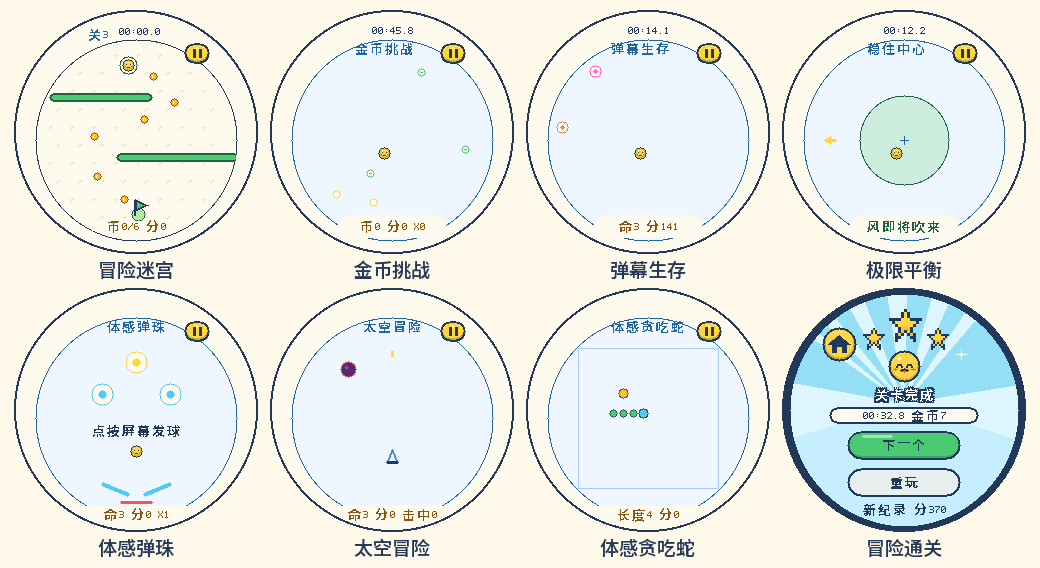 关3 00:00.0
币0/6 分0
冒险迷宫
00:45.8
金币挑战
币0 分0 X0
金币挑战
00:14.1
弹幕生存
命3 分141
弹幕生存
00:12.2
稳住中心
风即将吹来
极限平衡
体感弹珠
点按屏幕发球
命3 分0 X1
体感弹珠
太空冒险
命3 分0 击中0
太空冒险
体感贪吃蛇
长度4 分0
体感贪吃蛇
关卡完成
00:32.8 金币7
下一个
重玩
新纪录 分370
冒险通关